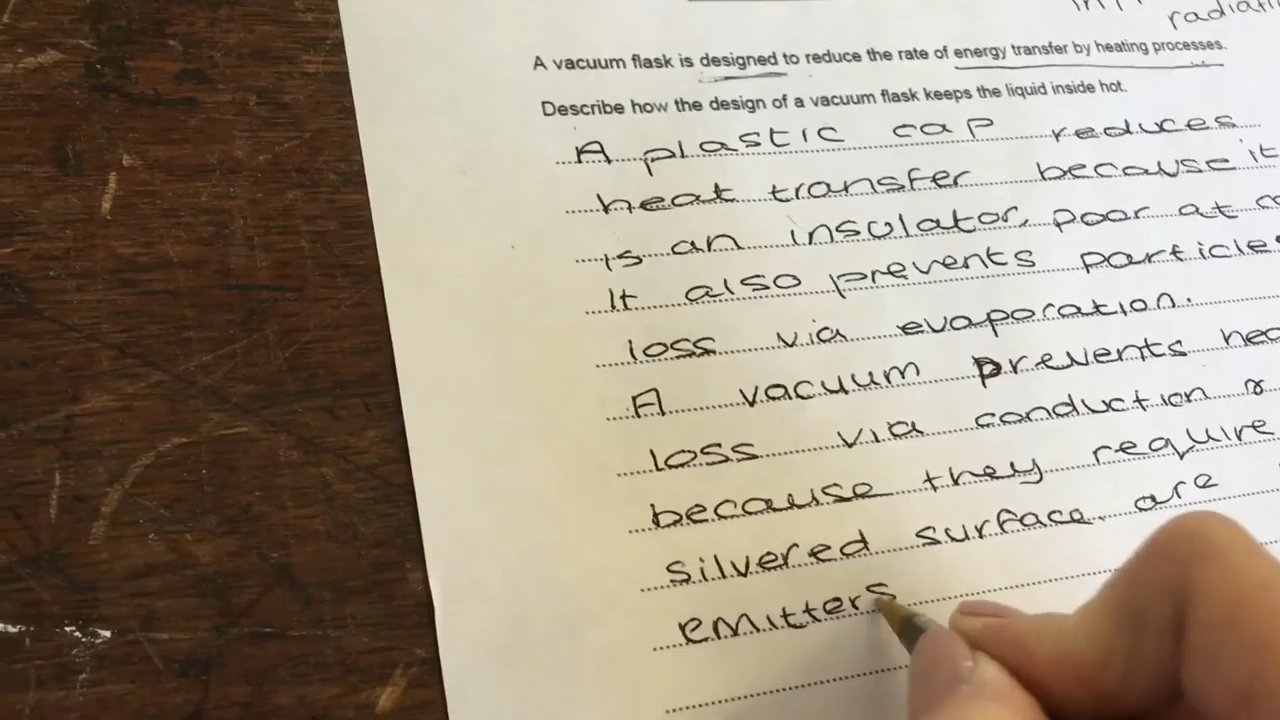 radiati
A vacuum flask is designed to reduce the rate of energy transfer by heating processes.
Describe how the design of a vacuum flask keeps the liquid inside hot.
A plastic cap reduces
heat transfer because it
is an insulator, poor at
It also prevents particle
loss via evaporation.
A vacuum prevents hea
loss via conduction
because they require
silvered surface are
emitters